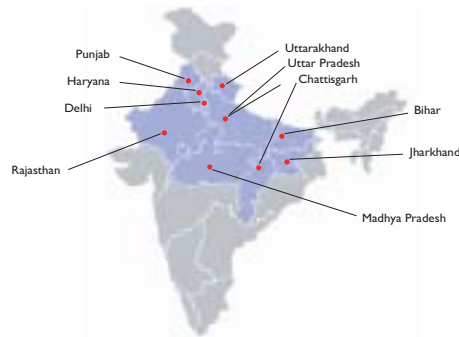 Punjab
Uttarakhand
Uttar Pradesh
Haryana
Chattisgarh
Delhi
Bihar
Jharkhand
Rajasthan
Madhya Pradesh